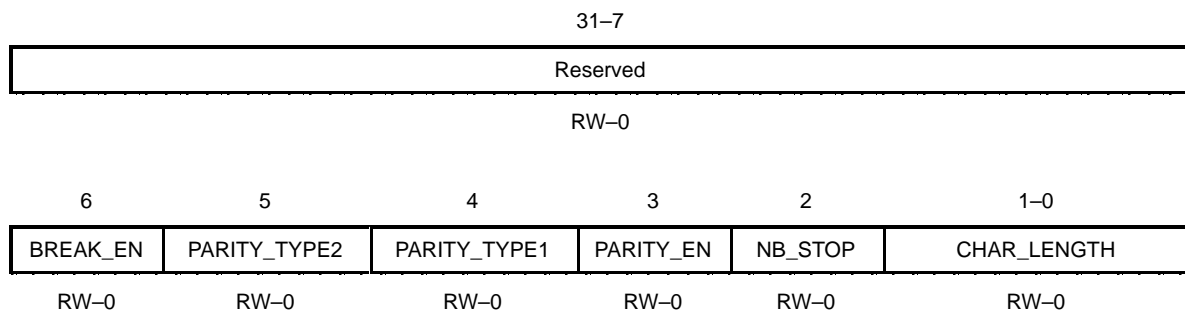 31–7
Reserved
RW–0
6 5 4 3 2 1–0
BREAK_EN PARITY_TYPE2 PARITY_TYPE1 PARITY_EN NB_STOP CHAR_LENGTH
RW–0 RW–0 RW–0 RW–0 RW–0 RW–0